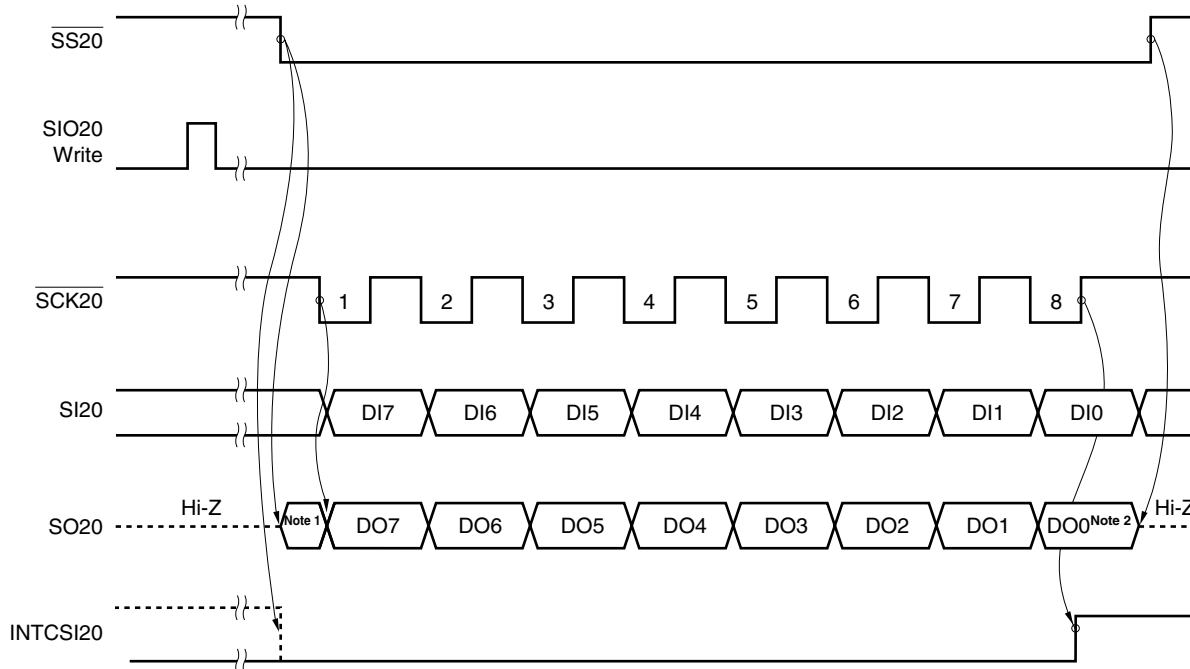 SS20
SIO20
Write
SCK20
1 2 3 4 5 6 7 8
SI20
DI7 DI6 DI5 DI4 DI3 DI2 DI1 DI0
Hi-Z
Hi-Z
SO20
Note 1 DO7 DO6 DO5 DO4 DO3 DO2 DO1 DO0 Note 2
INTCSI20